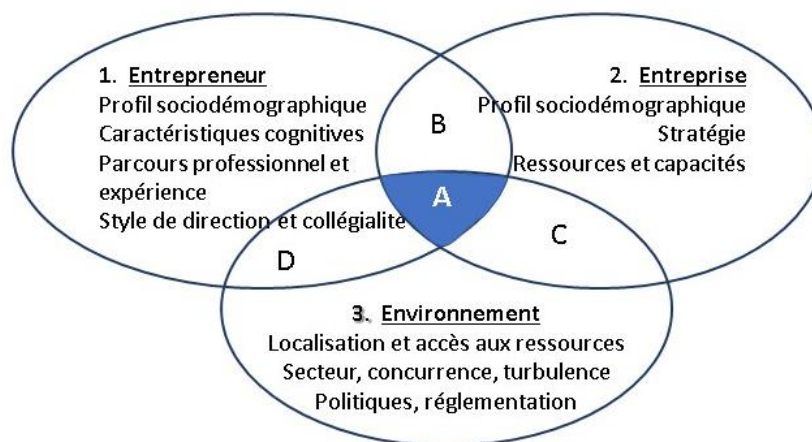 1. Entrepreneur
Profil sociodémographique
Caractéristiques cognitives
Parcours professionnel et
expérience
Style de direction et collégialité
2. Entreprise
Profil sociodémographique
Stratégie
Ressources et capacités
B
A
C
D
3. Environnement
Localisation et accès aux ressources
Secteur, concurrence, turbulence
Politiques, réglementation